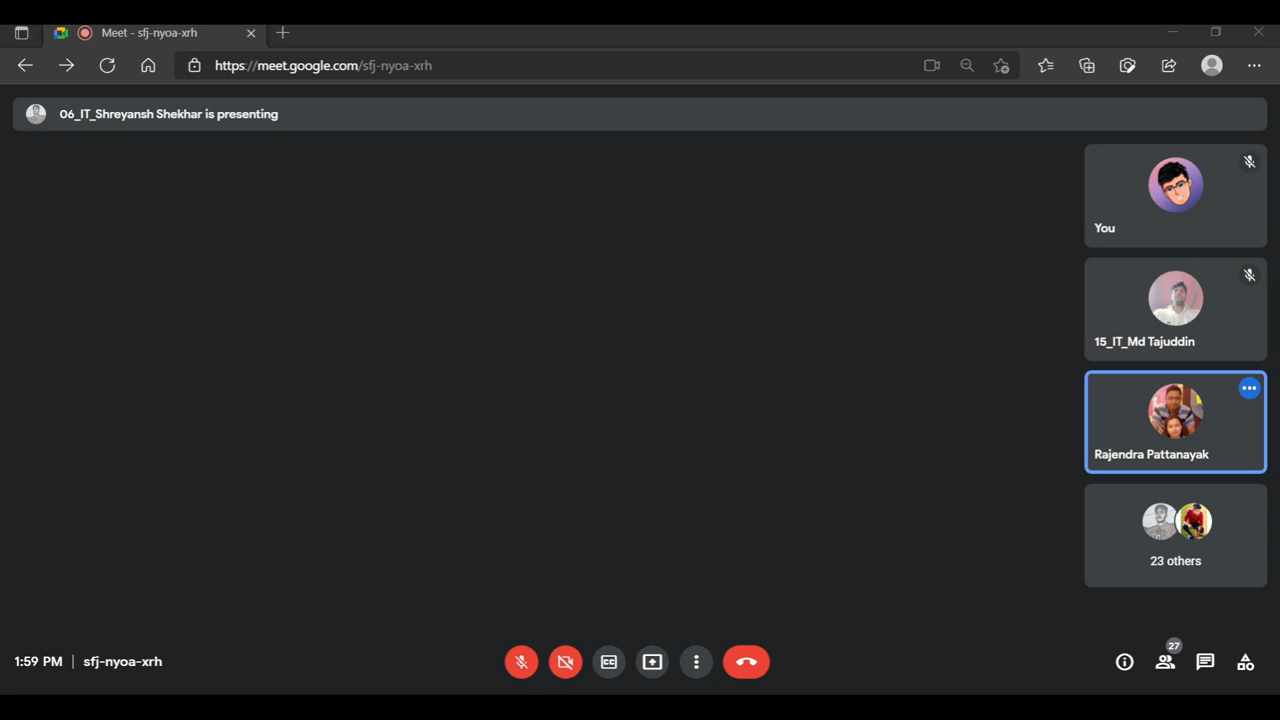 Meet - sfj-nyoa-xrh
https://meet.google.com/sfj-nyoa-xrh
06_IT_Shreyansh Shekhar is presenting
You
15_IT_Md Tajuddin
Rajendra Pattanayak
23 others
1:59 PM | sfj-nyoa-xrh
CC
27